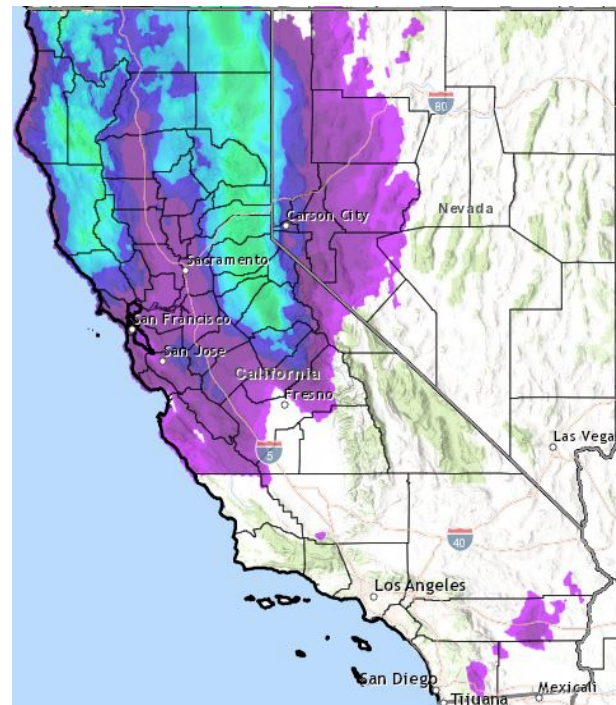 80
Nevada
Carson City
Sacramento
San Francisco
San Jose
California
Fresno
5
Las Vega
40
Los Angeles
San Diego
Mexicali
Tijuana